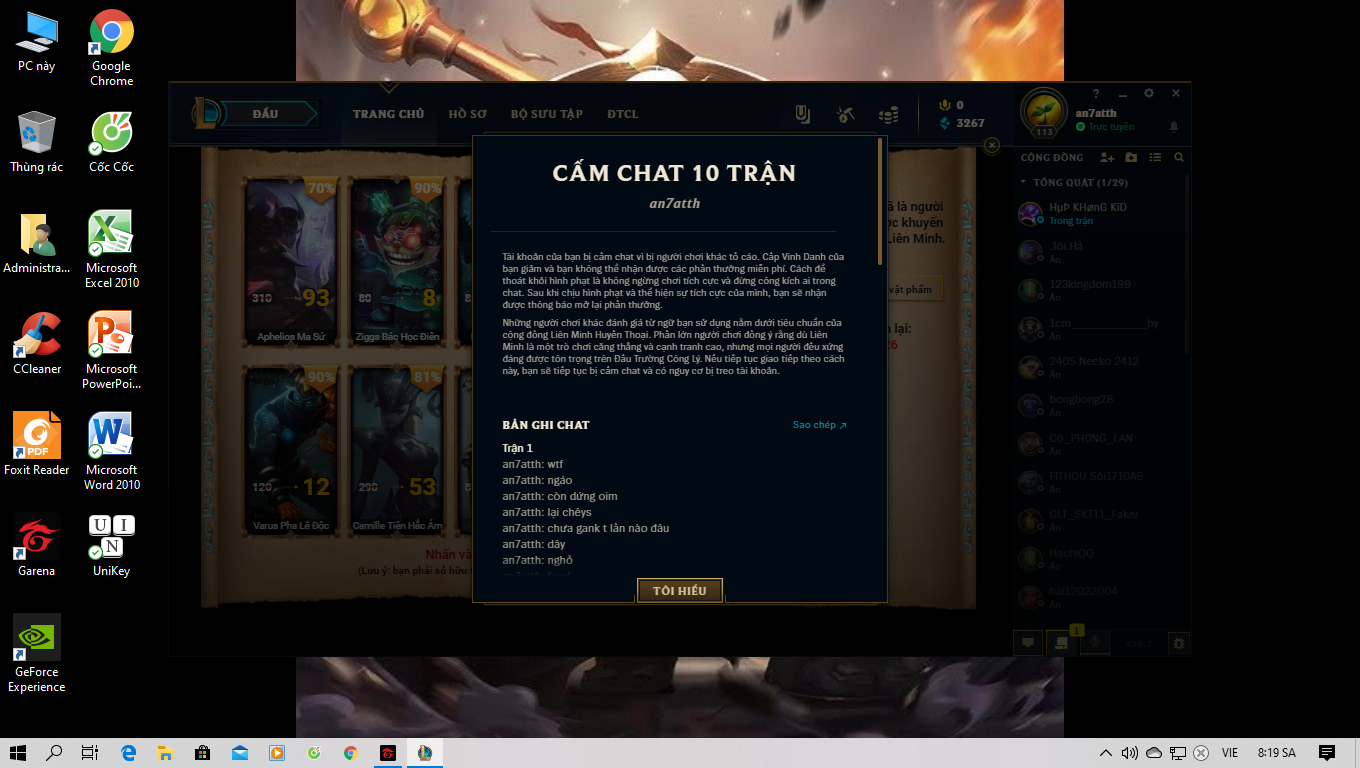 PC này
Google
Chrome
Thùng rác
Cốc Cốc
Administra...
Microsoft
Excel 2010
CCleaner
Microsoft
PowerPoi...
Foxit Reader
Microsoft
Word 2010
Garena
UniKey
GeForce
Experience
ĐẤU
TRANG CHỦ
HỒ SƠ
BỘ SƯU TẬP
ĐTCL
0
3267
an7atth
113
Trực tuyến
CỘNG ĐỒNG
TỔNG QUÁT (1/29)
HµÞ KHønG KïD
Trong trận
Ẩn
123kingdom199
Ẩn
1cm____________hy
Ẩn
2405 Neeko 2412
Ẩn
bongbong28
Ẩn
Có_PH0NG_LAN
Ẩn
Ẩn
GLT_SKTT1_Faker
Ẩn
HachiQQ
Ẩn
hai12022004
Ẩn
1
70%
90%
310 93
80 8
Aphelios Ma Sứ
Ziggs Bác Học Điên
90%
81%
120 12
290 53
Varus Pha Lê Độc
Camille Tiên Hắc Ám
ã là người
ợc khuyến
Liên Minh.
vật phẩm
lại:
26
Nhấn và
(Lưu ý: bạn phải sở hữu t
CẤM CHAT 10 TRẬN
an7atth
Tài khoản của bạn bị cấm chat vì bị người chơi khác tố cáo. Cấp Vinh Danh của
bạn giảm và bạn không thể nhận được các phần thưởng miễn phí. Cách để
thoát khỏi hình phạt là không ngừng chơi tích cực và đừng công kích ai trong
chat. Sau khi chịu hình phạt và thể hiện sự tích cực của mình, bạn sẽ nhận
được thông báo mở lại phần thưởng.
Những người chơi khác đánh giá từ ngữ bạn sử dụng nằm dưới tiêu chuẩn của
cộng đồng Liên Minh Huyền Thoại. Phần lớn người chơi đồng ý rằng dù Liên
Minh là một trò chơi căng thẳng và cạnh tranh cao, nhưng mọi người đều xứng
đáng được tôn trọng trên Đấu Trường Công Lý. Nếu tiếp tục giao tiếp theo cách
này, bạn sẽ tiếp tục bị cấm chat và có nguy cơ bị treo tài khoản.
BẢN GHI CHAT
Sao chép
Trận 1
an7atth: wtf
an7atth: ngáo
an7atth: còn dứng oim
an7atth: lại chêys
an7atth: chưa gank t lần nào đâu
an7atth: dây
an7atth: nghỏ
TÔI HIỂU
VIE
8:19 SA